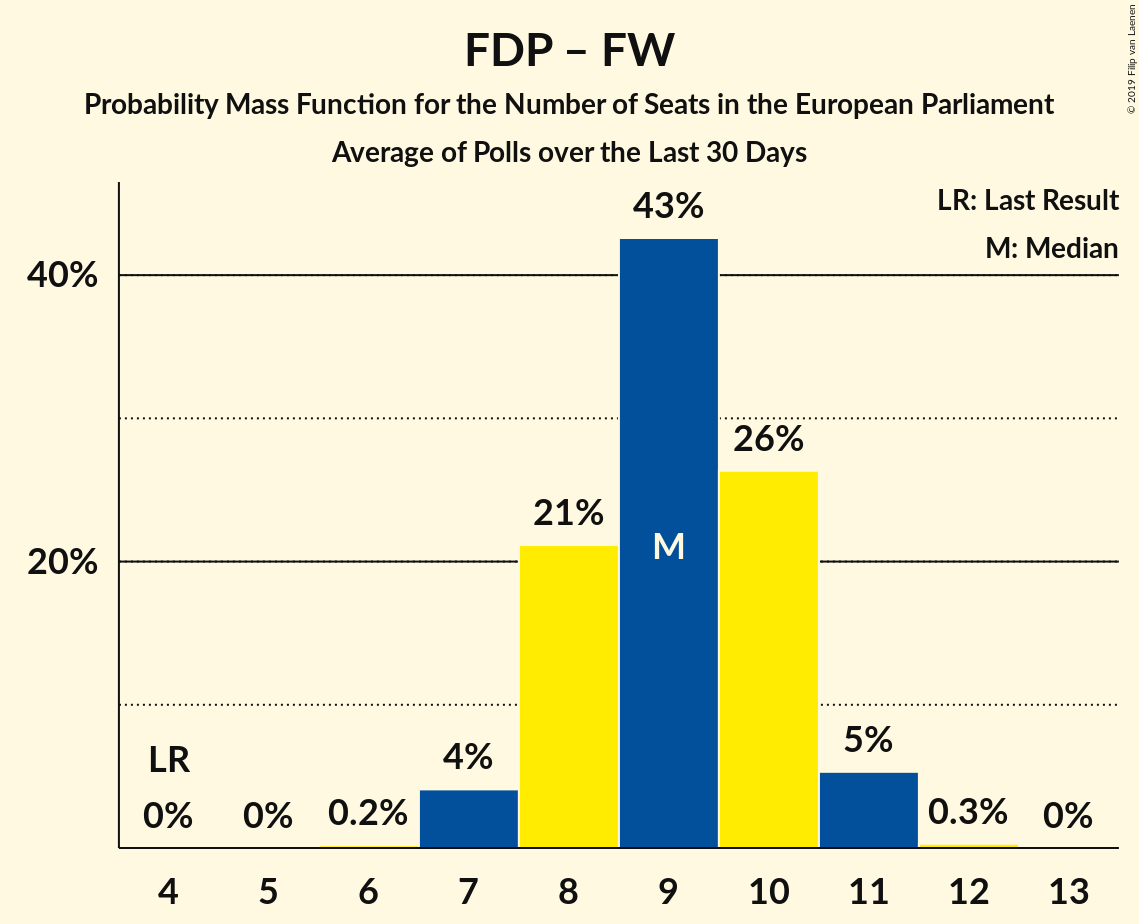 FDP – FW
Probability Mass Function for the Number of Seats in the European Parliament
Average of Polls over the Last 30 Days
© 2019 Filip van Laenen
LR: Last Result
M: Median
43%
40%
26%
21%
M
20%
5%
LR
4%
0%
0%
0.2%
0.3%
0%
4 5 6 7 8 9 10 11 12 13